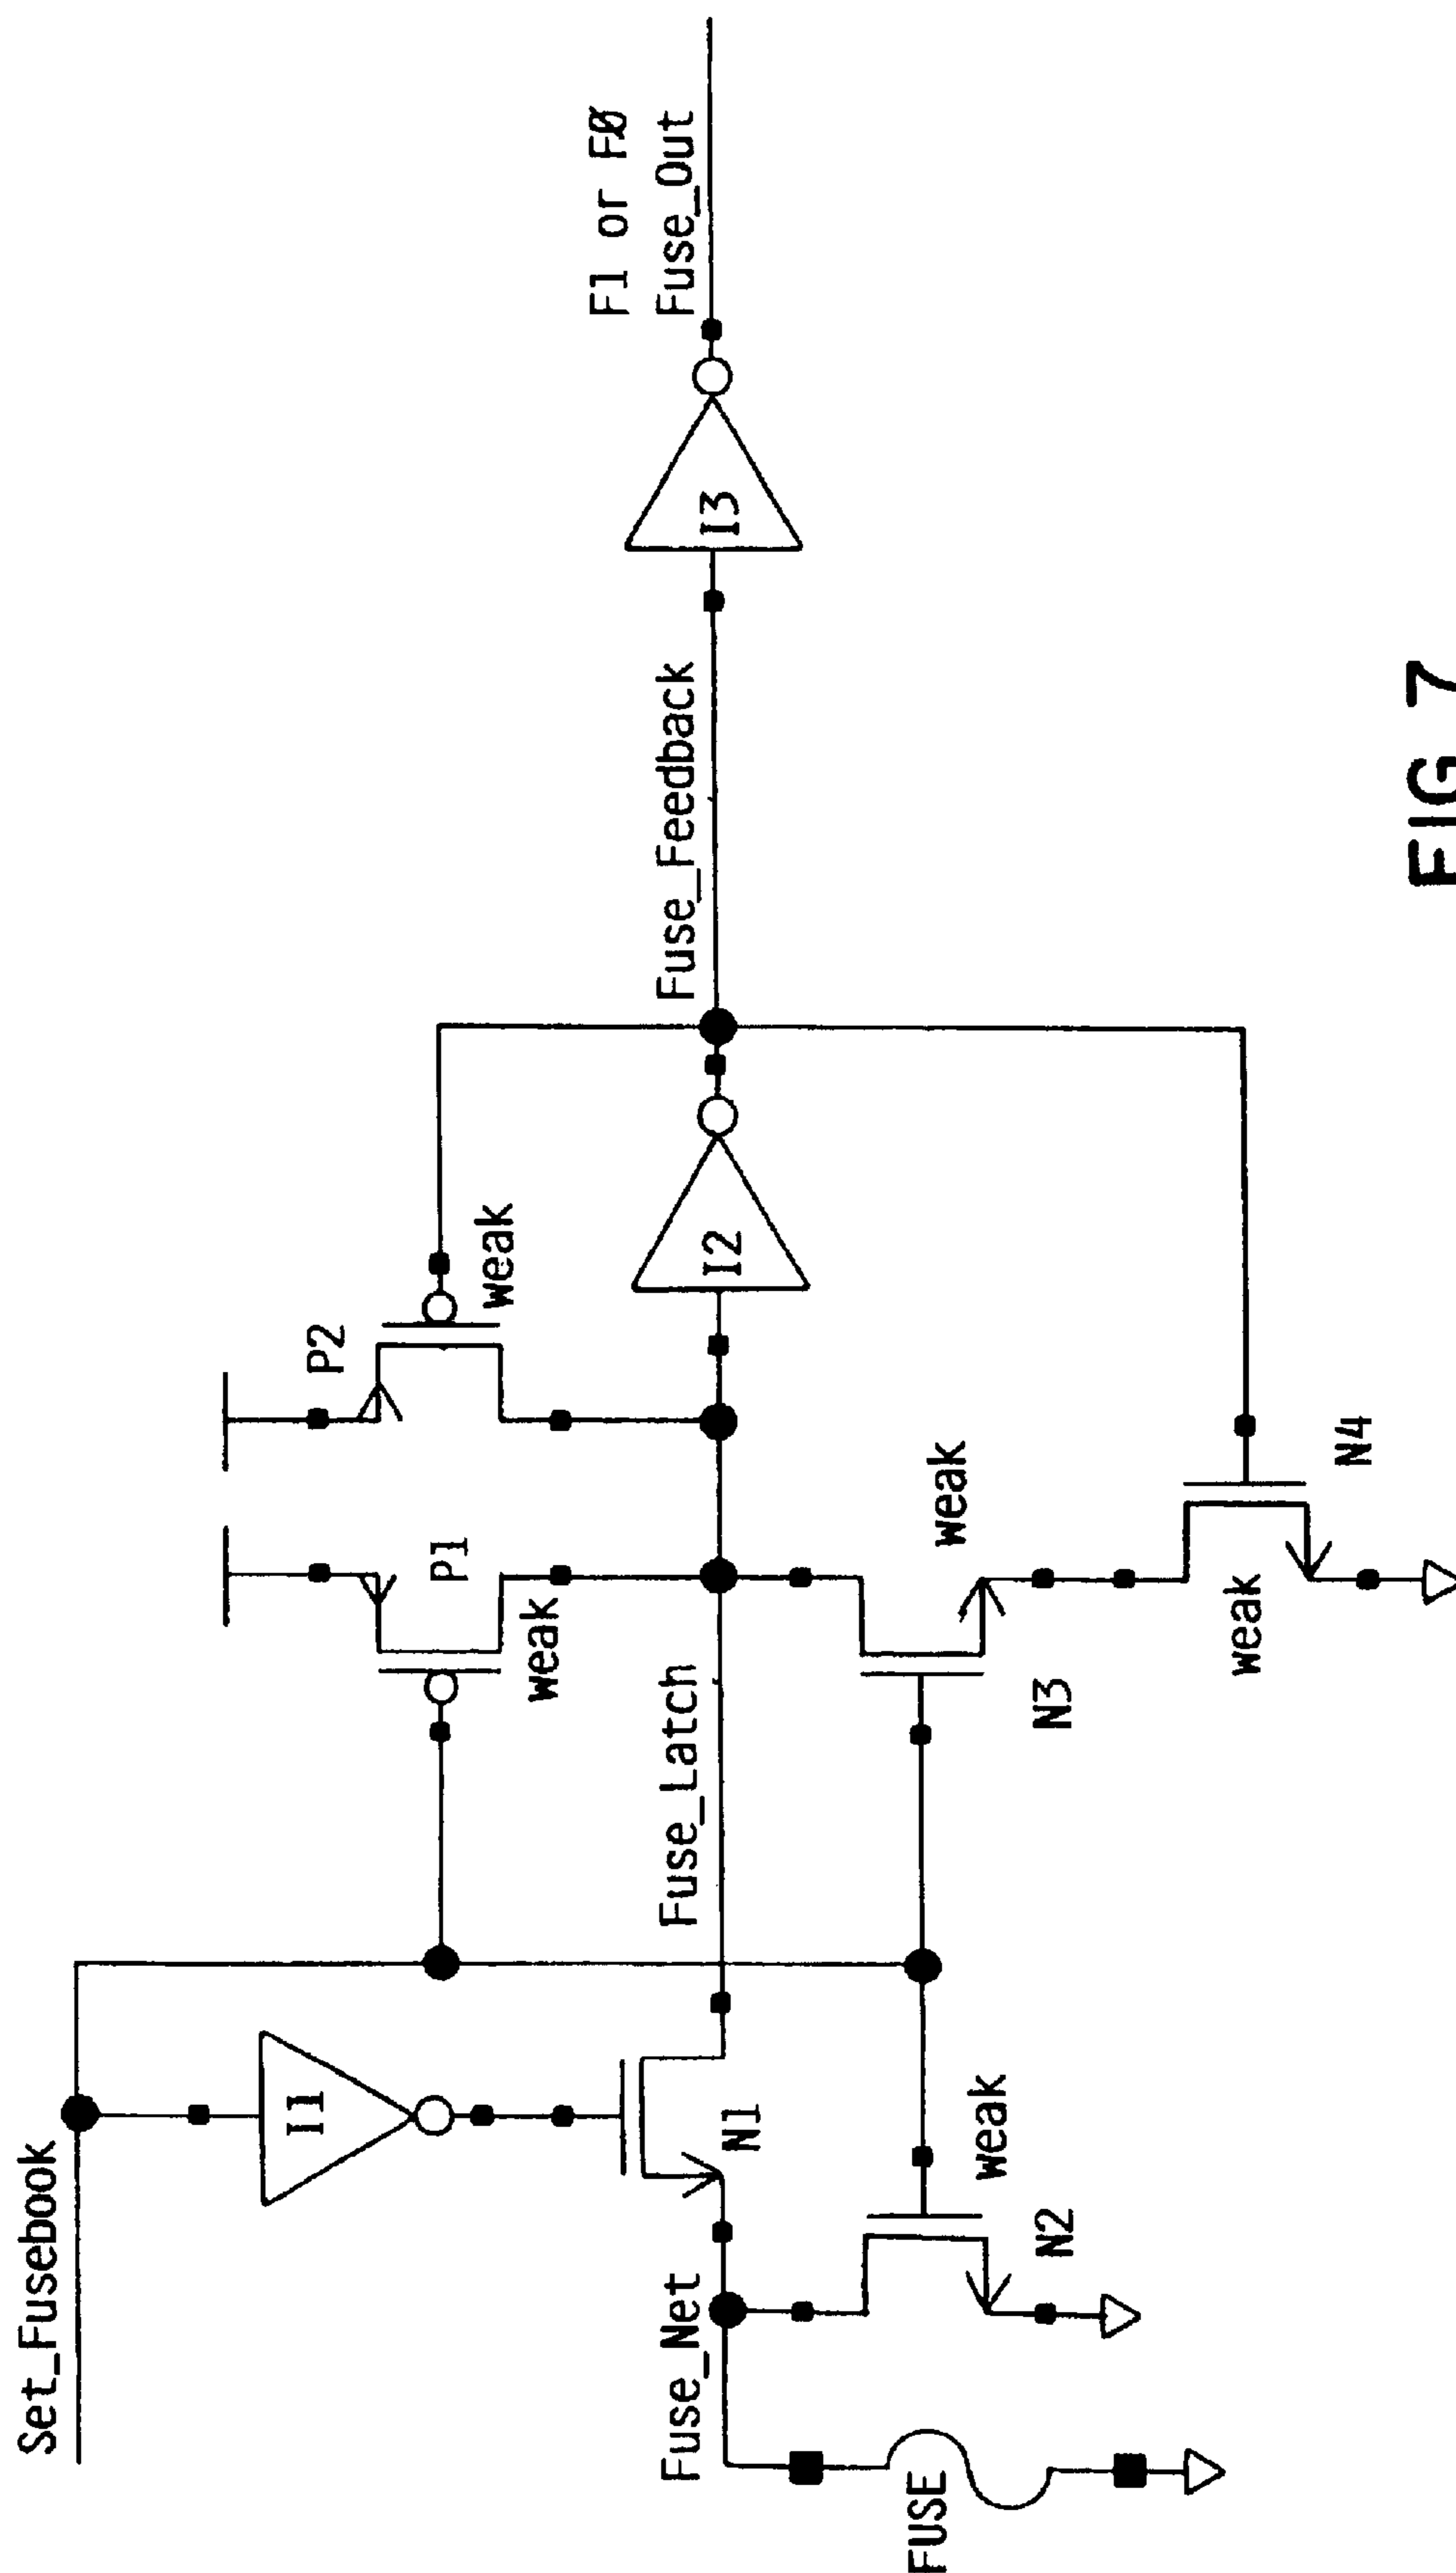 Set_Fusebook
I1
P1
weak
P2
weak
F1 or FØ
Fuse_Net
N1
Fuse_Latch
I2
Fuse_Feedback
I3
Fuse_Out
FUSE
N2
weak
N3
weak
weak
N4
FIG 7